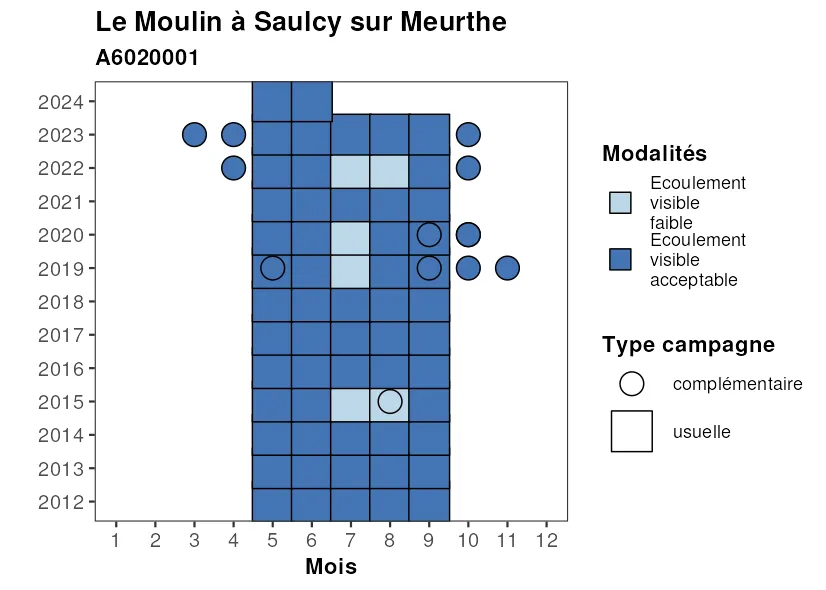 Le Moulin à Saulcy sur Meurthe
A6020001
2024
2023
2022
2021
2020
2019
2018
2017
2016
2015
2014
2013
2012
1 2 3 4 5 6 7 8 9 10 11 12
Mois
Modalités
Ecoulement
visible
faible
Ecoulement
visible
acceptable
Type campagne
complémentaire
usuelle